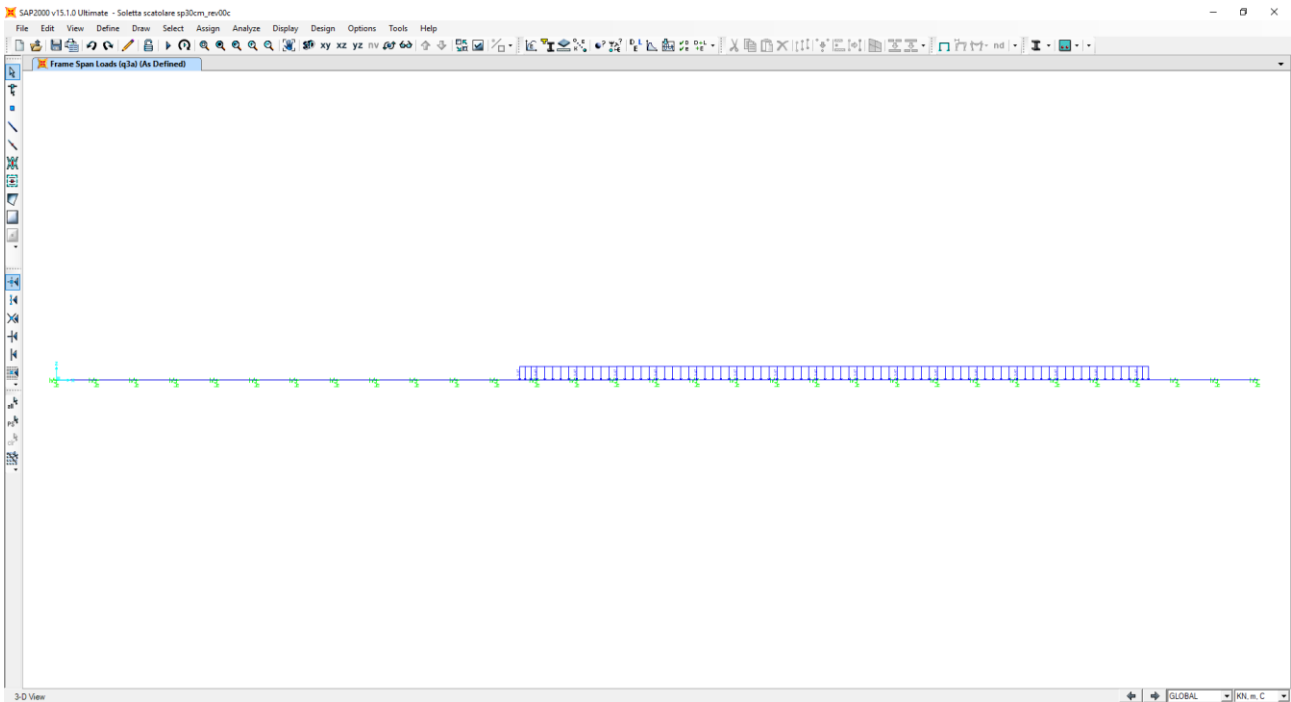 SAP2000 v15.1.0 Ultimate - Soletta scatolare sp30cm_rev00c
File Edit View Define Draw Select Assign Analyze Display Design Options Tools Help
xy xz yz nv nd
Frame Span Loads (q3a) (As Defined)
3-D View
GLOBAL
KN, m, C